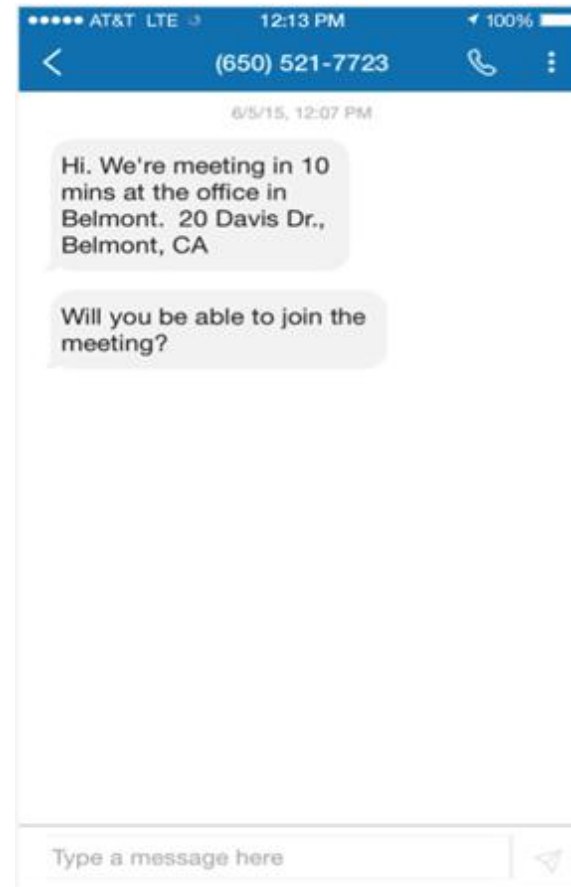 AT&T LTE 12:13 PM 100%
(650) 521-7723
6/5/15, 12:07 PM
Hi. We're meeting in 10
mins at the office in
Belmont.  20 Davis Dr.,
Belmont, CA
Will you be able to join the
meeting?
Type a message here